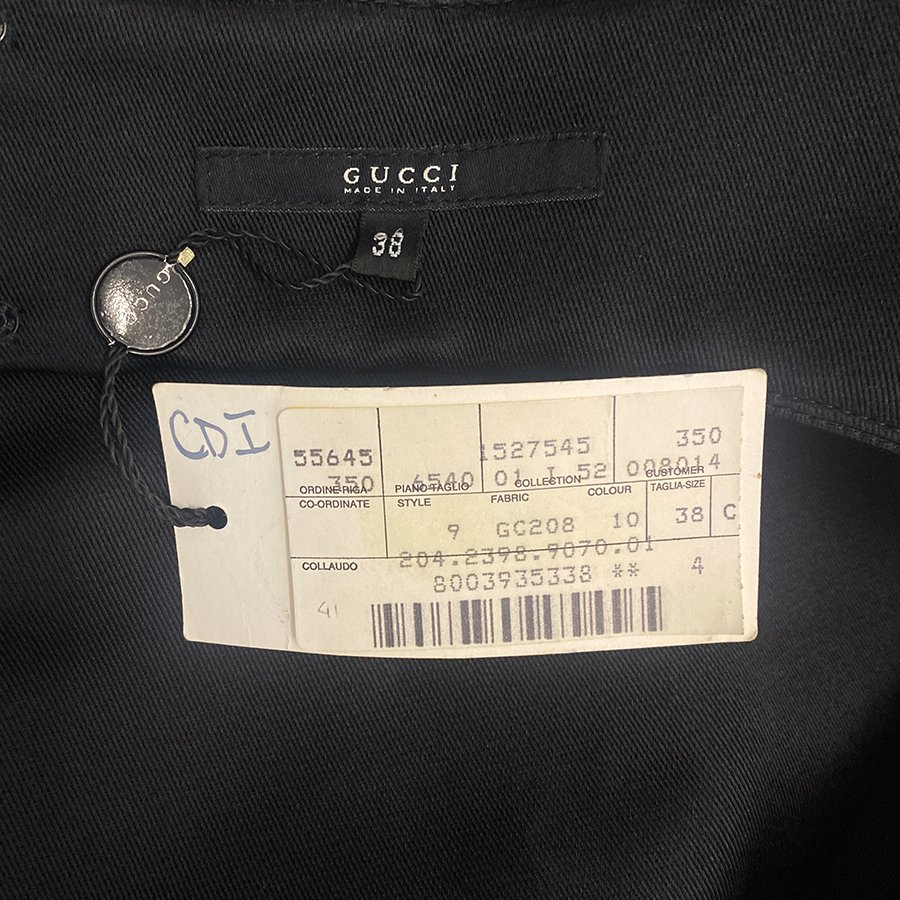 GUCCI
MADE IN ITALY
38
GUCCI
CDI
55645 1527545 350
350 6540 01 I 52 008014
ORDINE-RIGA PIANO-TAGLIO COLLECTION CUSTOMER
CO-ORDINATE STYLE FABRIC COLOUR TAGLIA-SIZE
9 GC208 10 38 C
204.2398.9070.01
COLLAUDO 8003935338 ** 4
41